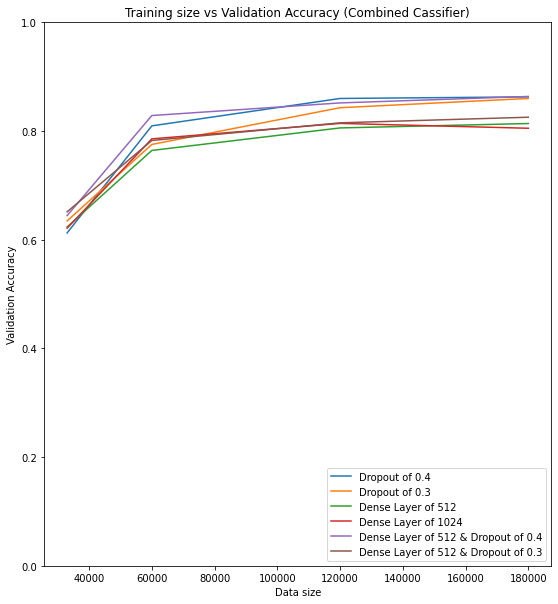 Training size vs Validation Accuracy (Combined Cassifier)
1.0
0.8
0.6
0.4
0.2
0.0
Validation Accuracy
40000 60000 80000 100000 120000 140000 160000 180000
Data size
Dropout of 0.4
Dropout of 0.3
Dense Layer of 512
Dense Layer of 1024
Dense Layer of 512 & Dropout of 0.4
Dense Layer of 512 & Dropout of 0.3